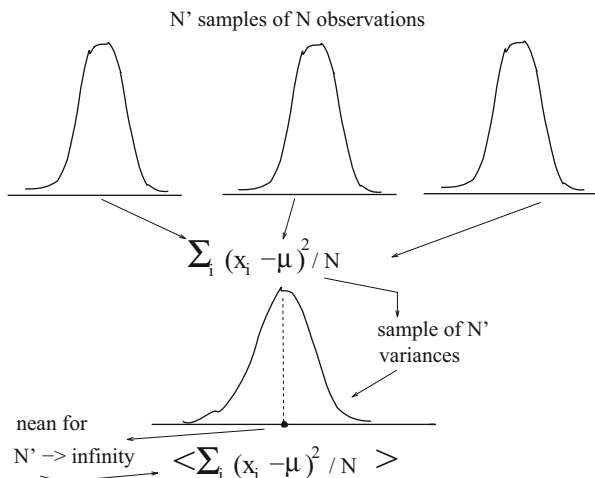 N' samples of N observations
Σi (xi −μ)² / N
sample of N'
variances
nean for
N' −> infinity
<Σi (xi −μ)² / N >